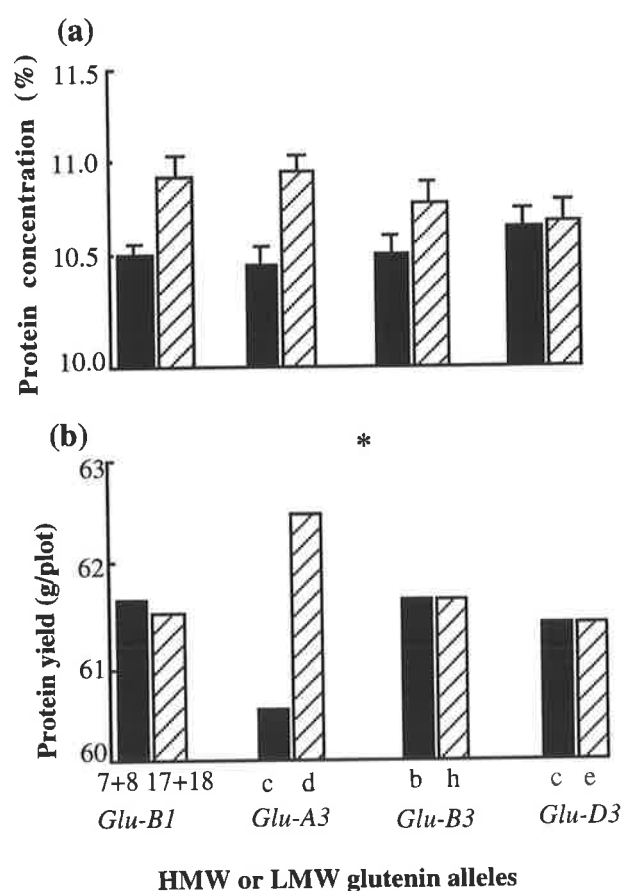 (a)
Protein concentration (%)
11.5
11.0
10.5
10.0
(b)
*
Protein yield (g/plot)
63
62
61
60
7+8 17+18 c d b h c e
Glu-B1 Glu-A3 Glu-B3 Glu-D3
HMW or LMW glutenin alleles